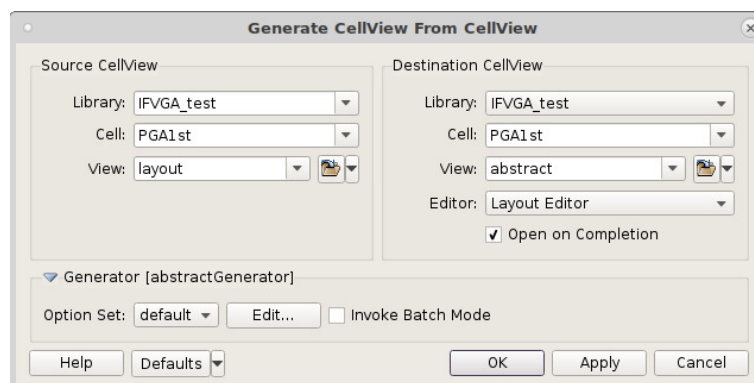 Generate CellView From CellView
Source CellView
Library: IFVGA_test
Cell: PGA1st
View: layout
Destination CellView
Library: IFVGA_test
Cell: PGA1st
View: abstract
Editor: Layout Editor
Open on Completion
Generator [abstractGenerator]
Option Set: default Edit... Invoke Batch Mode
Help Defaults OK Apply Cancel